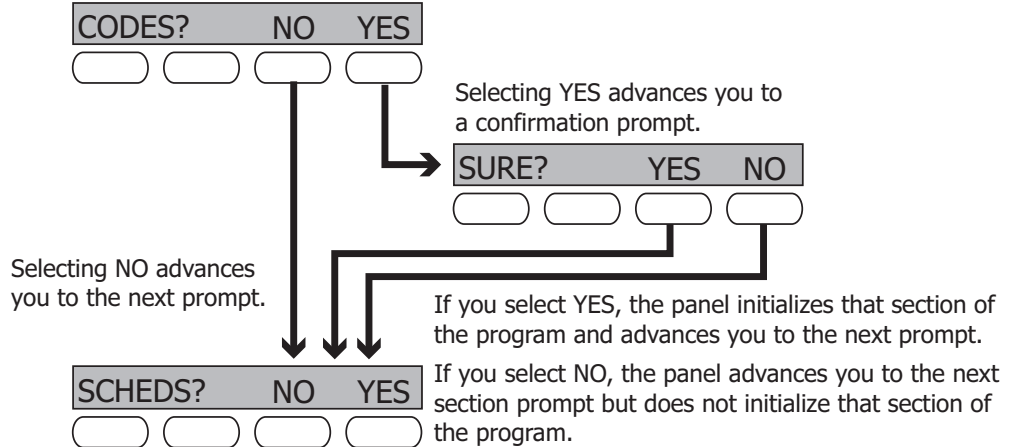 CODES? NO YES
Selecting YES advances you to
a confirmation prompt.
SURE? YES NO
Selecting NO advances
you to the next prompt.
If you select YES, the panel initializes that section of
the program and advances you to the next prompt.
SCHEDS? NO YES
If you select NO, the panel advances you to the next
section prompt but does not initialize that section of
the program.